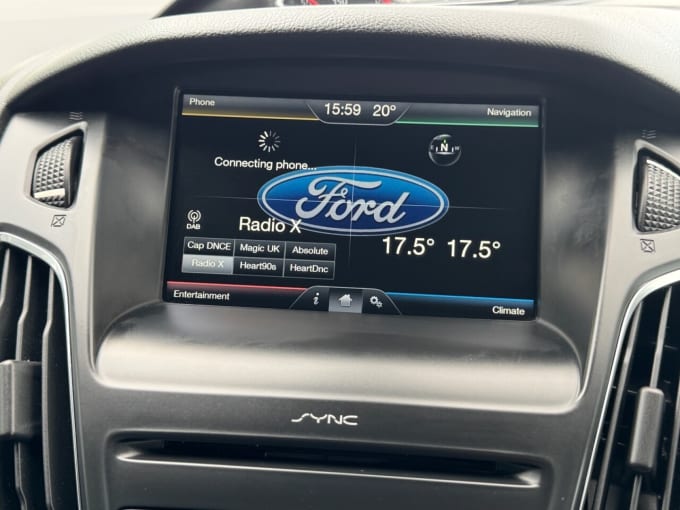 Phone
15:59 20°
Navigation
Connecting phone...
N
Ford
DAB
Radio X
Cap DNCE Magic UK Absolute
Radio X Heart90s HeartDnc
17.5° 17.5°
Entertainment
i
Climate
SYNC